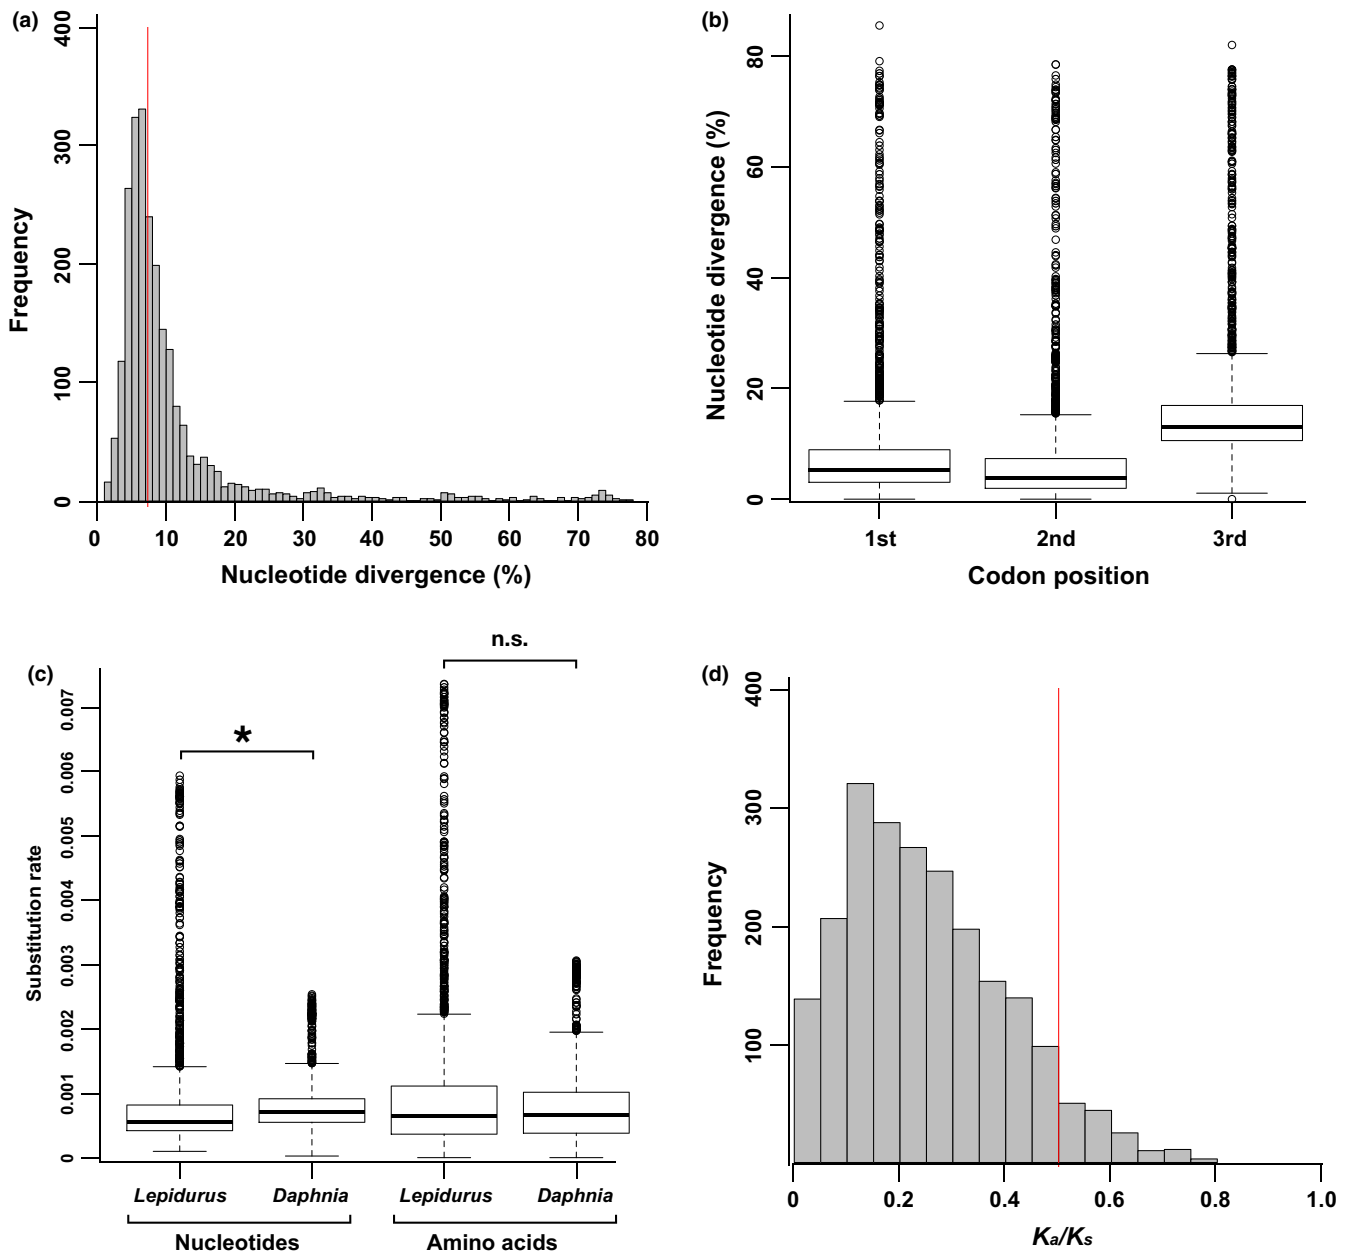 (a)
400
300
200
100
0
Frequency
0 10 20 30 40 50 60 70 80
Nucleotide divergence (%)
(b)
80
60
40
20
0
Nucleotide divergence (%)
1st 2nd 3rd
Codon position
(c)
0.007
0.006
0.005
0.004
0.003
0.002
0.001
0
Substitution rate
*
n.s.
Lepidurus Daphnia Lepidurus Daphnia
Nucleotides Amino acids
(d)
400
300
200
100
Frequency
0 0.2 0.4 0.6 0.8 1.0
Ka/Ks